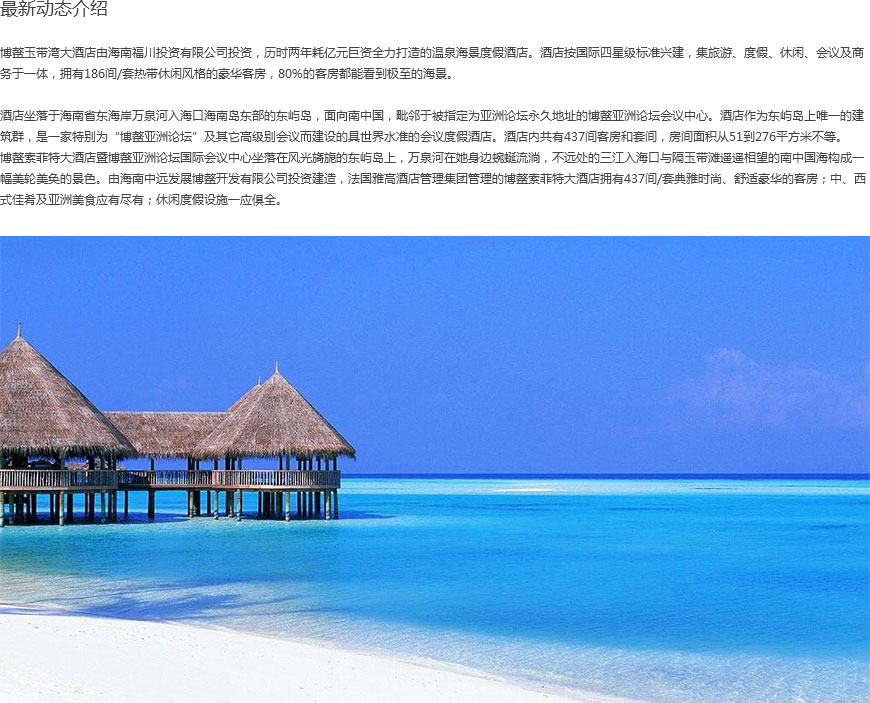 最新动态介绍
博鳌玉带湾大酒店由海南福川投资有限公司投资，历时两年耗亿元巨资全力打造的温泉海景度假酒店。酒店按国际四星级标准兴建，集旅游、度假、休闲、会议及商
务于一体，拥有186间/套热带休闲风格的豪华客房，80%的客房都能看到极至的海景。
酒店坐落于海南省东海岸万泉河入海口海南岛东部的东屿岛，面向南中国，毗邻于被指定为亚洲论坛永久地址的博鳌亚洲论坛会议中心。酒店作为东屿岛上唯一的建
筑群，是一家特别为“博鳌亚洲论坛”及其它高级别会议而建设的具世界水准的会议度假酒店。酒店内共有437间客房和套间，房间面积从51到276平方米不等。
博鳌索菲特大酒店暨博鳌亚洲论坛国际会议中心坐落在风光旖旎的东屿岛上，万泉河在她身边蜿蜒流淌，不远处的三江入海口与隔玉带滩遥遥相望的南中国海构成一
幅美轮美奂的景色。由海南中远发展博鳌开发有限公司投资建造，法国雅高酒店管理集团管理的博鳌索菲特大酒店拥有437间/套典雅时尚、舒适豪华的客房；中、西
式佳肴及亚洲美食应有尽有；休闲度假设施一应俱全。